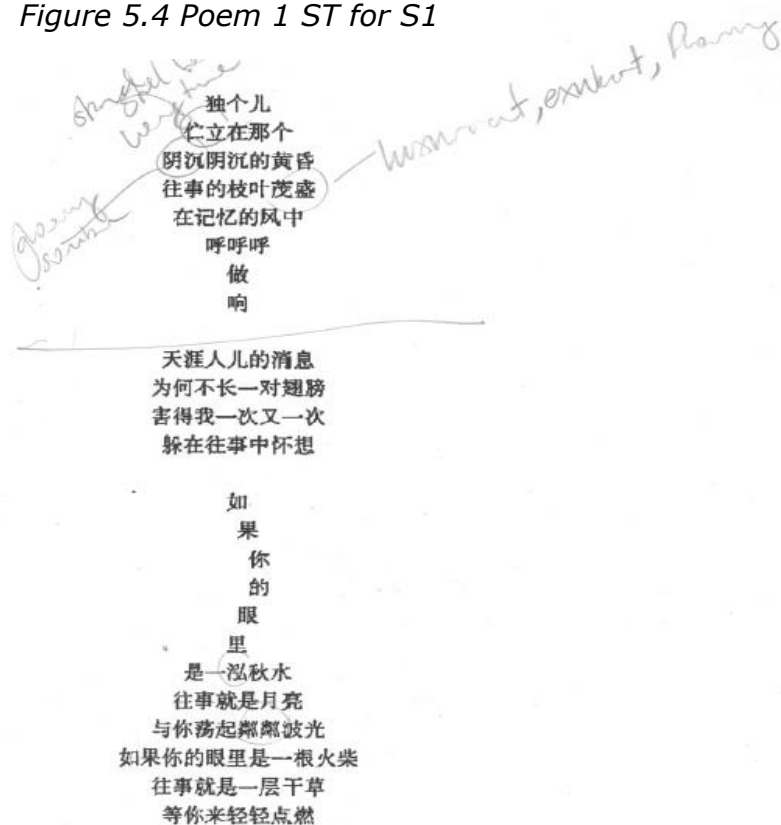 Figure 5.4 Poem 1 ST for S1
luxuriant, exuberant,
独个儿
伫立在那个
阴沉阴沉的黄昏
往事的枝叶茂盛
在记忆的风中
呼呼呼
做
响
天涯人儿的消息
为何不长一对翅膀
害得我一次又一次
躲在往事中怀想
如
果
你
的
眼
里
是一泓秋水
往事就是月亮
与你荡起粼粼波光
如果你的眼里是一根火柴
往事就是一层干草
等你来轻轻点燃